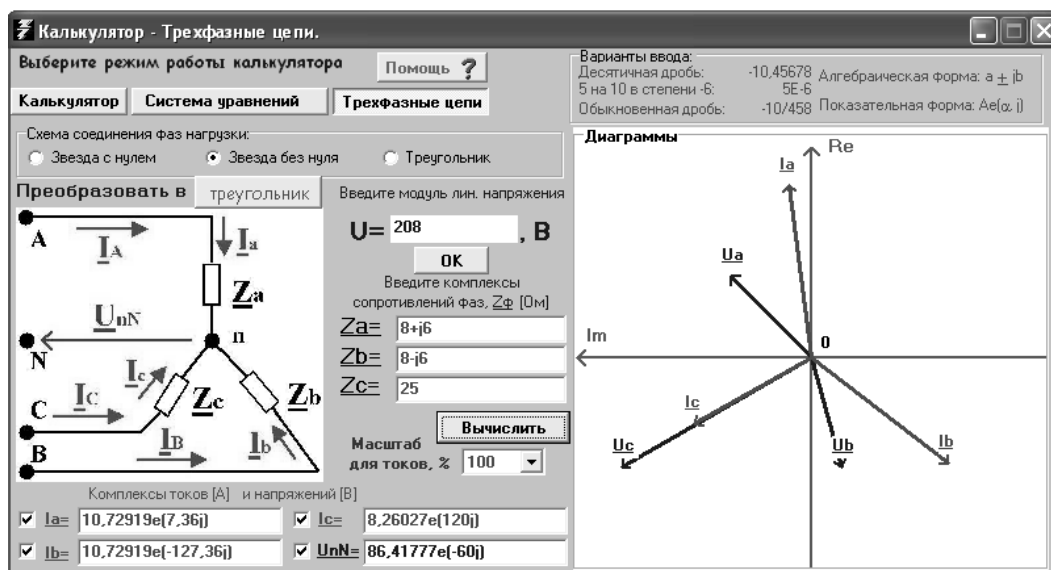 Калькулятор - Трехфазные цепи.
Выберите режим работы калькулятора
Помощь ?
Калькулятор
Система уравнений
Трехфазные цепи
Варианты ввода:
Десятичная дробь: -10,45678
5 на 10 в степени -6: 5E-6
Обыкновенная дробь: -10/458
Алгебраическая форма: a + jb
Показательная форма: Ae(α j)
Схема соединения фаз нагрузки:
Звезда с нулем
Звезда без нуля
Треугольник
Преобразовать в треугольник
A
IA
Ia
Za
UnN
n
N
Ic
C
IC
Zc
Zb
B
IB
Ib
Введите модуль лин. напряжения
U= 208 , В
OK
Введите комплексы
сопротивлений фаз, Zф [Ом]
Za= 8+j6
Zb= 8-j6
Zc= 25
Вычислить
Масштаб
для токов, % 100
Комплексы токов [А] и напряжений [В]
Ia= 10,72919e(7,36j)
Ic= 8,26027e(120j)
Ib= 10,72919e(-127,36j)
UnN= 86,41777e(-60j)
Диаграммы
Re
Ia
Ua
Im
0
Ic
Uc
Ub
Ib